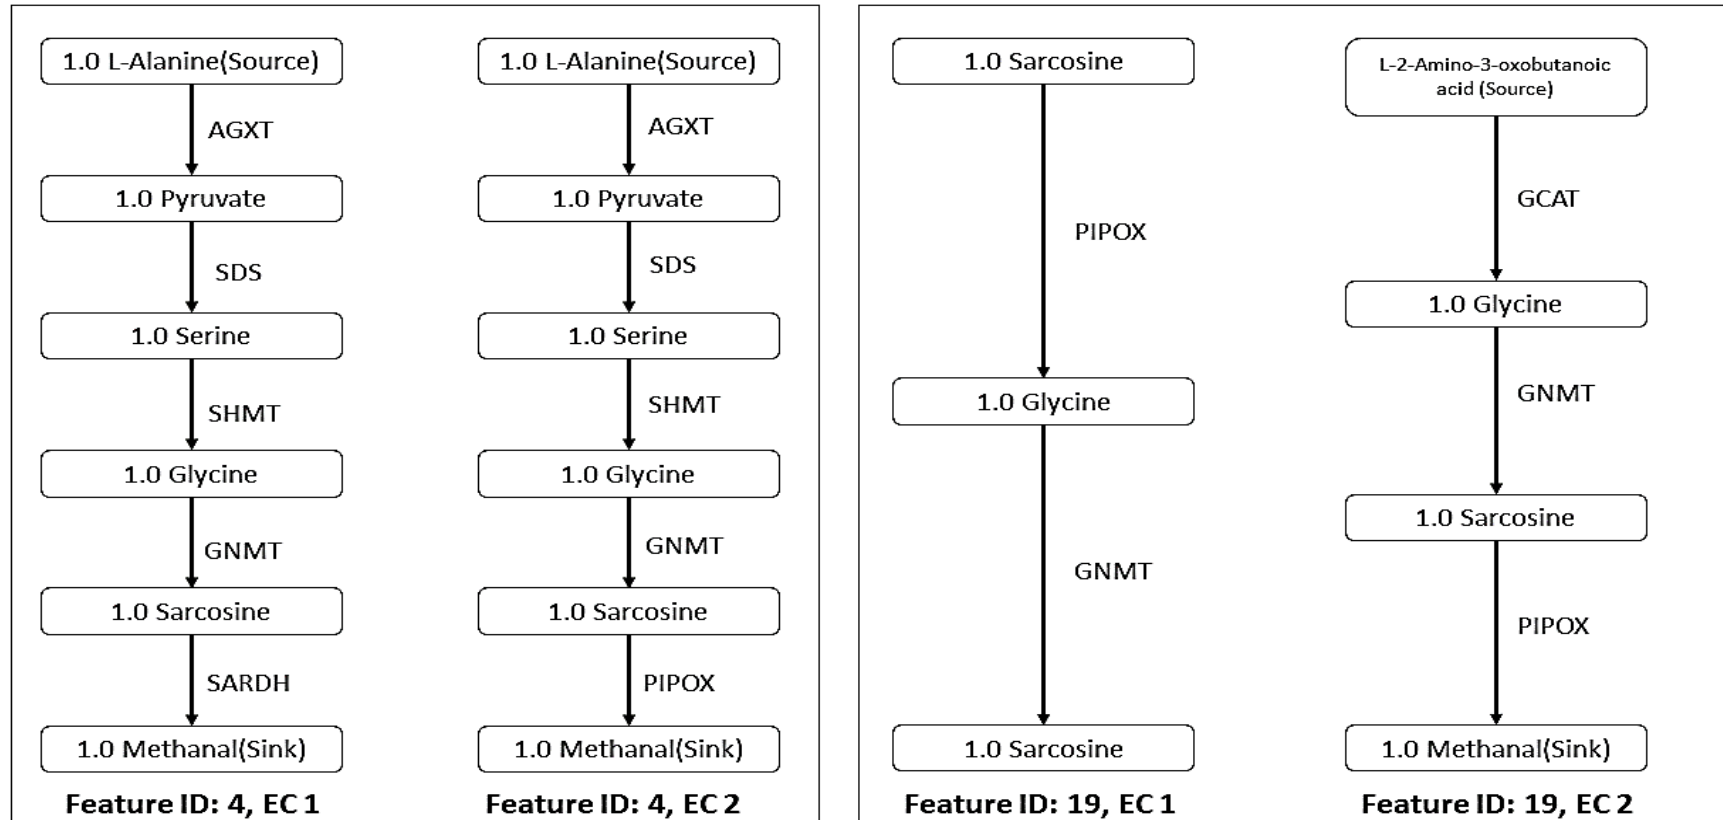 1.0 L-Alanine(Source)
AGXT
1.0 Pyruvate
SDS
1.0 Serine
SHMT
1.0 Glycine
GNMT
1.0 Sarcosine
SARDH
1.0 Methanal(Sink)
Feature ID: 4, EC 1
1.0 L-Alanine(Source)
AGXT
1.0 Pyruvate
SDS
1.0 Serine
SHMT
1.0 Glycine
GNMT
1.0 Sarcosine
PIPOX
1.0 Methanal(Sink)
Feature ID: 4, EC 2
1.0 Sarcosine
PIPOX
1.0 Glycine
GNMT
1.0 Sarcosine
Feature ID: 19, EC 1
L-2-Amino-3-oxobutanoic
acid (Source)
GCAT
1.0 Glycine
GNMT
1.0 Sarcosine
PIPOX
1.0 Methanal(Sink)
Feature ID: 19, EC 2